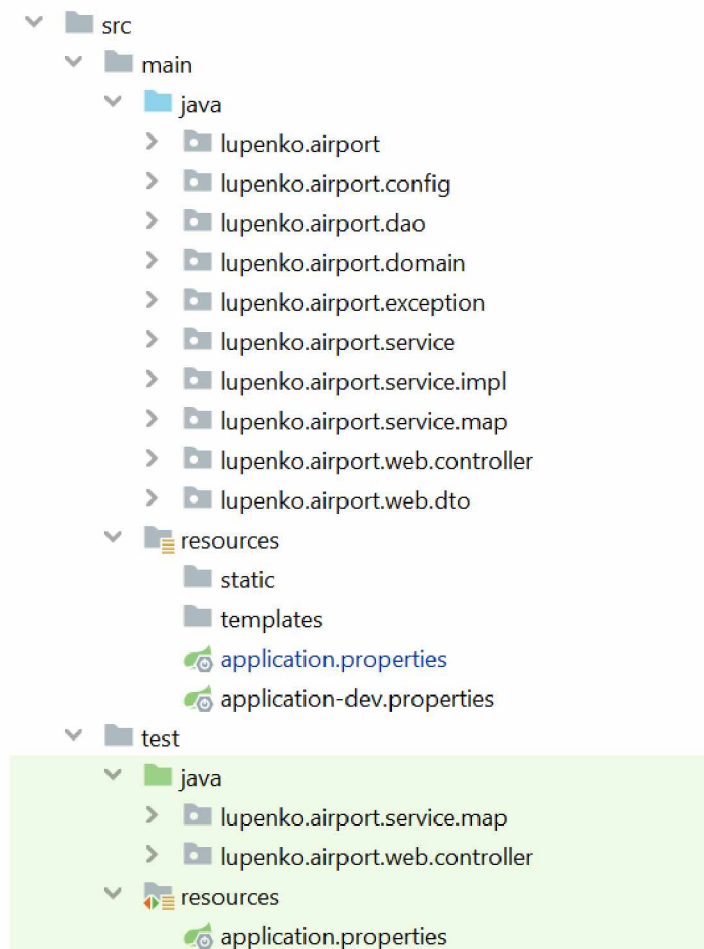 src
main
java
lupenko.airport
lupenko.airport.config
lupenko.airport.dao
lupenko.airport.domain
lupenko.airport.exception
lupenko.airport.service
lupenko.airport.service.impl
lupenko.airport.service.map
lupenko.airport.web.controller
lupenko.airport.web.dto
resources
static
templates
application.properties
application-dev.properties
test
java
lupenko.airport.service.map
lupenko.airport.web.controller
resources
application.properties